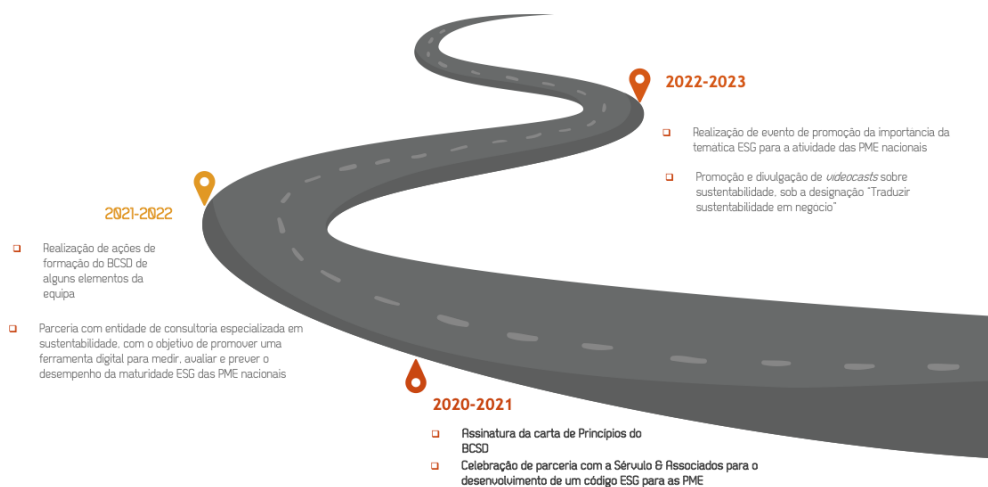 2022-2023
Realização de evento de promoção da importancia da
temática ESG para a atividade das PME nacionais
Promoção e divulgação de videocasts sobre
sustentabilidade, sob a designação "Traduzir
sustentabilidade em negocio"
2021-2022
Realização de ações de
formação do BCSD de
alguns elementos da
equipa
Parceria com entidade de consultoria especializada em
sustentabilidade, com o objetivo de promover uma
ferramenta digital para medir, avaliar e prever o
desempenho da maturidade ESG das PME nacionais
2020-2021
Assinatura da carta de Princípios do
BCSD
Celebração de parceria com a Sérvulo & Associados para o
desenvolvimento de um código ESG para as PME